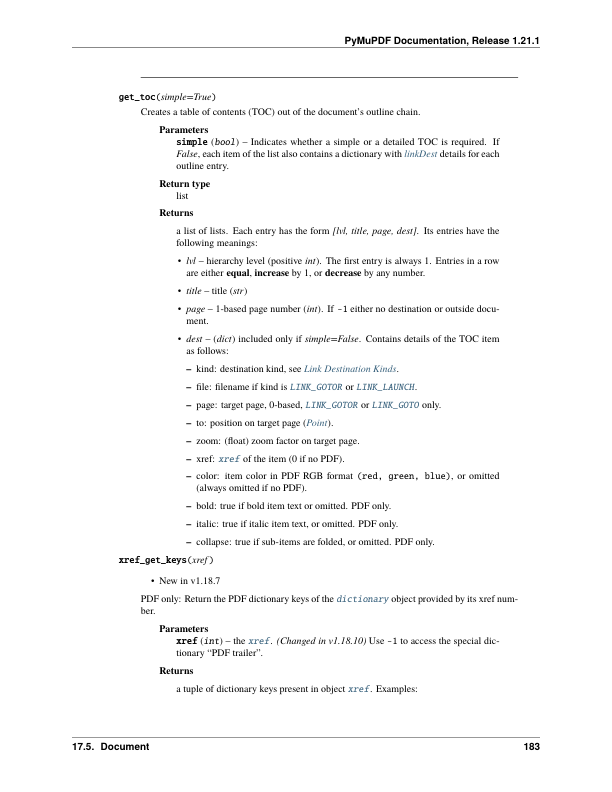 PyMuPDF Documentation, Release 1.21.1
get_toc(simple=True)
Creates a table of contents (TOC) out of the document's outline chain.
Parameters
simple (bool) – Indicates whether a simple or a detailed TOC is required. If
False, each item of the list also contains a dictionary with linkDest details for each
outline entry.
Return type
list
Returns
a list of lists. Each entry has the form [lvl, title, page, dest]. Its entries have the
following meanings:
• lvl – hierarchy level (positive int). The first entry is always 1. Entries in a row
are either equal, increase by 1, or decrease by any number.
• title – title (str)
• page – 1-based page number (int). If -1 either no destination or outside docu-
ment.
• dest – (dict) included only if simple=False. Contains details of the TOC item
as follows:
– kind: destination kind, see Link Destination Kinds.
– file: filename if kind is LINK_GOTOR or LINK_LAUNCH.
– page: target page, 0-based, LINK_GOTOR or LINK_GOTO only.
– to: position on target page (Point).
– zoom: (float) zoom factor on target page.
– xref: xref of the item (0 if no PDF).
– color: item color in PDF RGB format (red, green, blue), or omitted
(always omitted if no PDF).
– bold: true if bold item text or omitted. PDF only.
– italic: true if italic item text, or omitted. PDF only.
– collapse: true if sub-items are folded, or omitted. PDF only.
xref_get_keys(xref)
• New in v1.18.7
PDF only: Return the PDF dictionary keys of the dictionary object provided by its xref num-
ber.
Parameters
xref (int) – the xref. (Changed in v1.18.10) Use -1 to access the special dic-
tionary “PDF trailer”.
Returns
a tuple of dictionary keys present in object xref. Examples:
17.5. Document 183